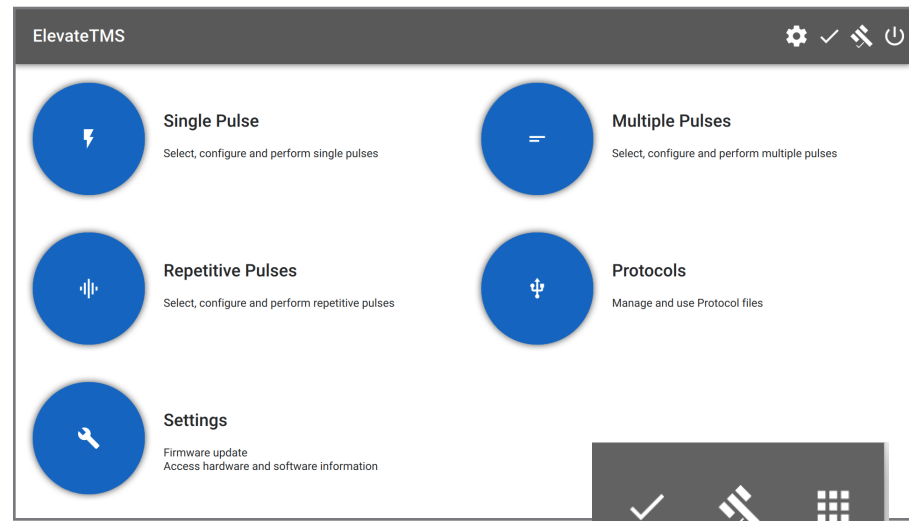 ElevateTMS
Single Pulse
Select, configure and perform single pulses
Multiple Pulses
Select, configure and perform multiple pulses
Repetitive Pulses
Select, configure and perform repetitive pulses
Protocols
Manage and use Protocol files
Settings
Firmware update
Access hardware and software information